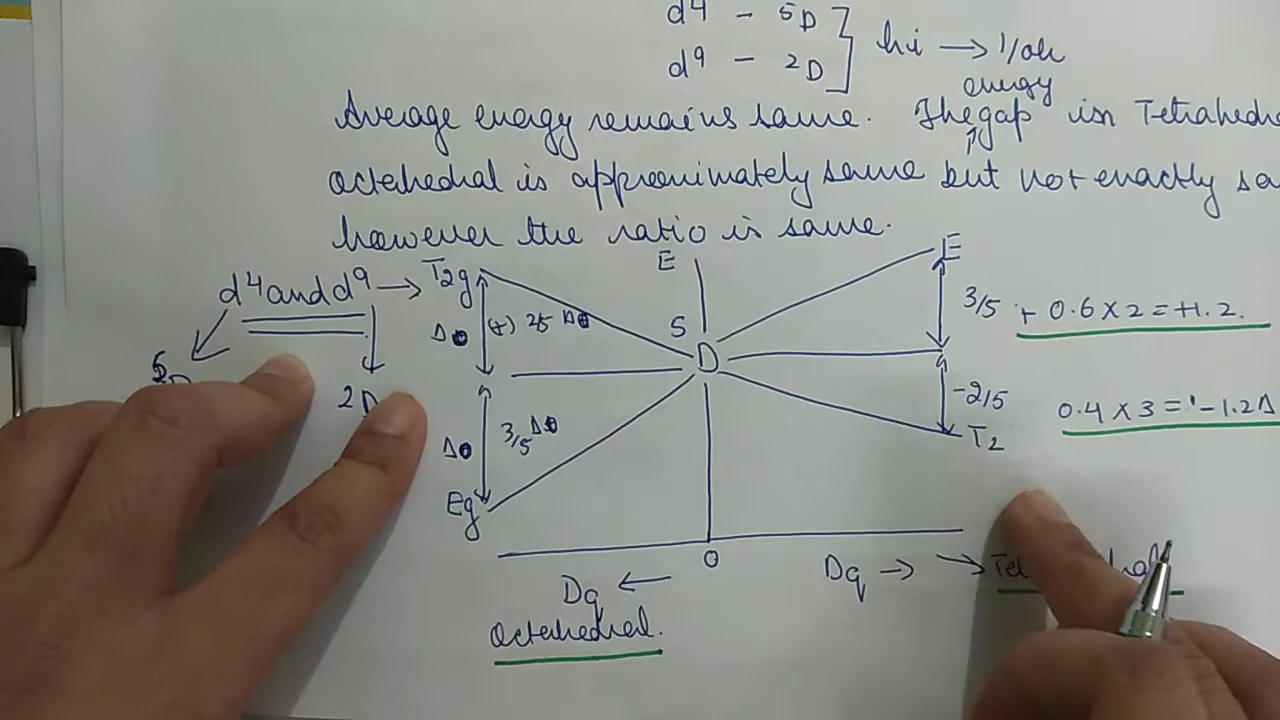 d4 - 5D
d9 - 2D
hi → 1/oh
energy
Average energy remains same. The gap in Tetrahedr
octahedral is approximately same but not exactly sa
however the ratio is same.
d4 and d9 → T2g
E
E
Δo (+) 2/5 Δo
S
D
3/5 + 0.6 × 2 = +1.2.
5D
2D
-2/5
0.4 × 3 = -1.2Δ
T2
Δo 3/5 Δo
Eg
0
Dq ←
Dq → →
octahedral.